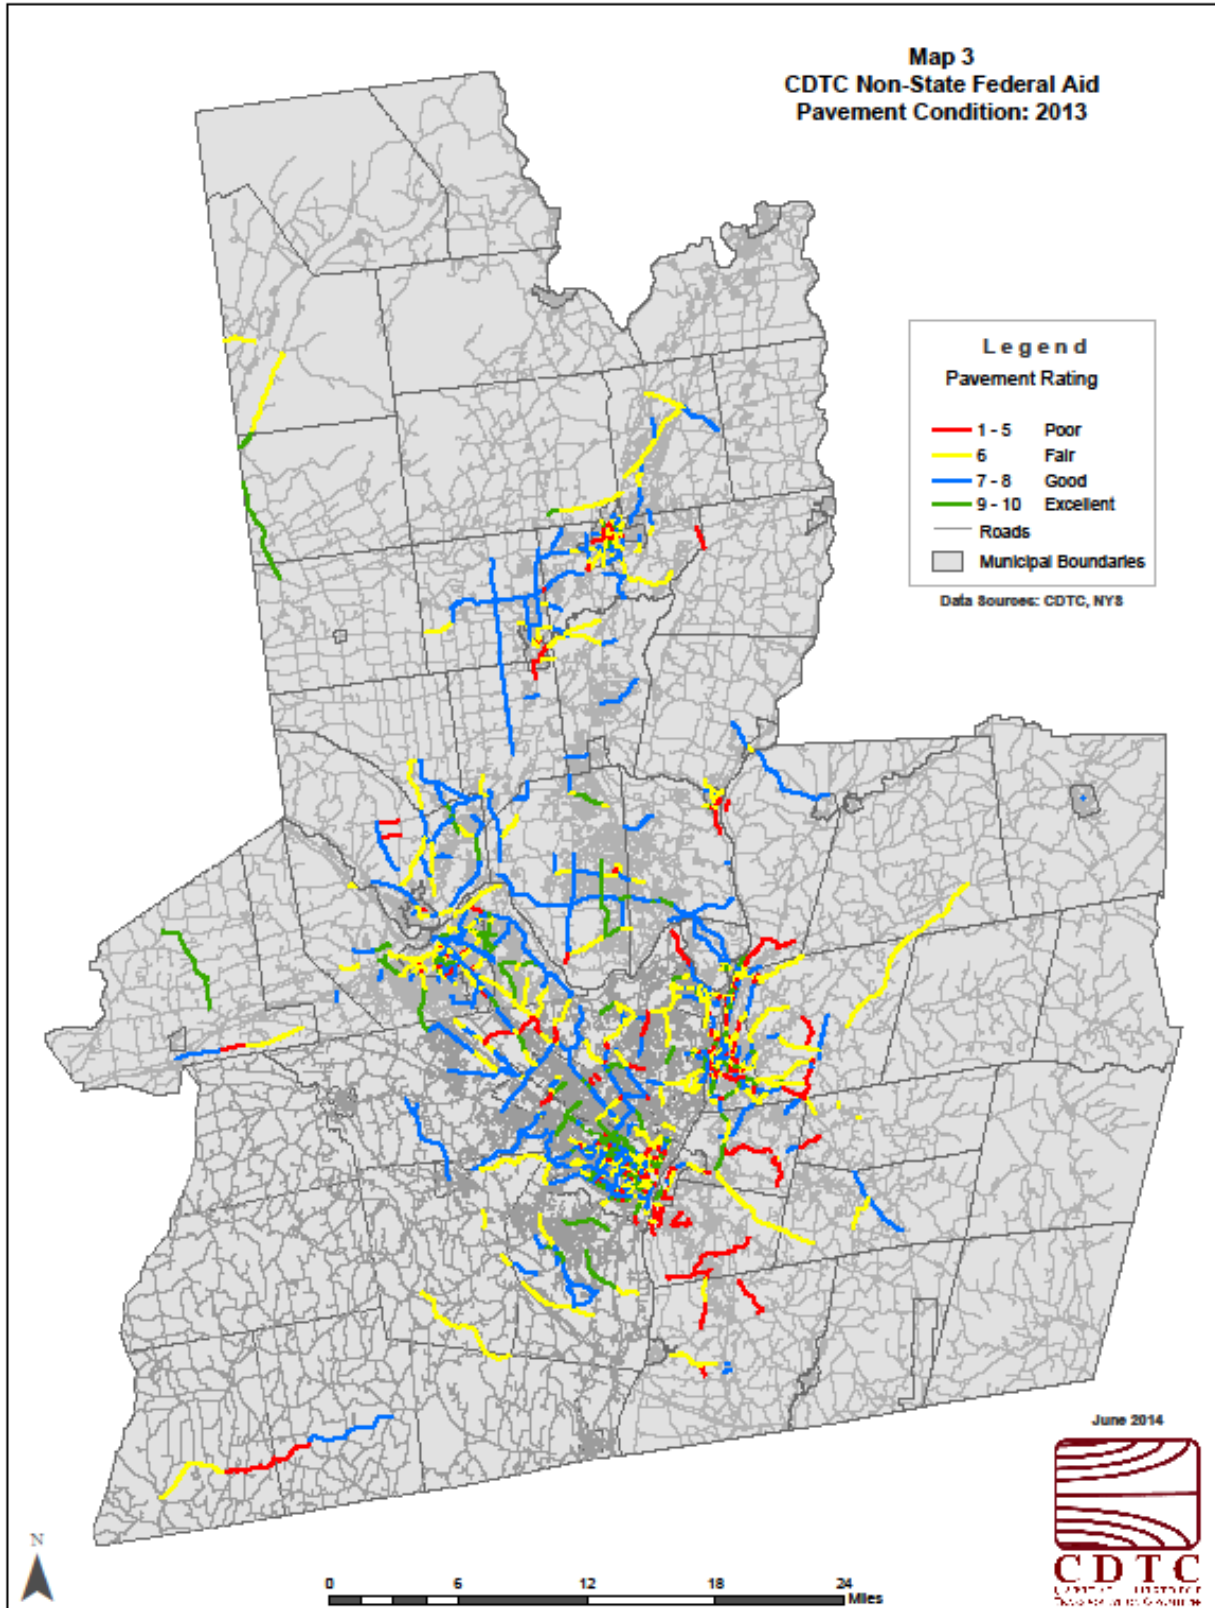 Map 3
CDTC Non-State Federal Aid
Pavement Condition: 2013
Legend
Pavement Rating
1 - 5 Poor
6 Fair
7 - 8 Good
9 - 10 Excellent
Roads
Municipal Boundaries
Data Sources: CDTC, NYS
June 2014
CDTC
N
0 6 12 18 24
Miles